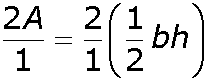 2A/1 = 2/1 (1/2 bh)